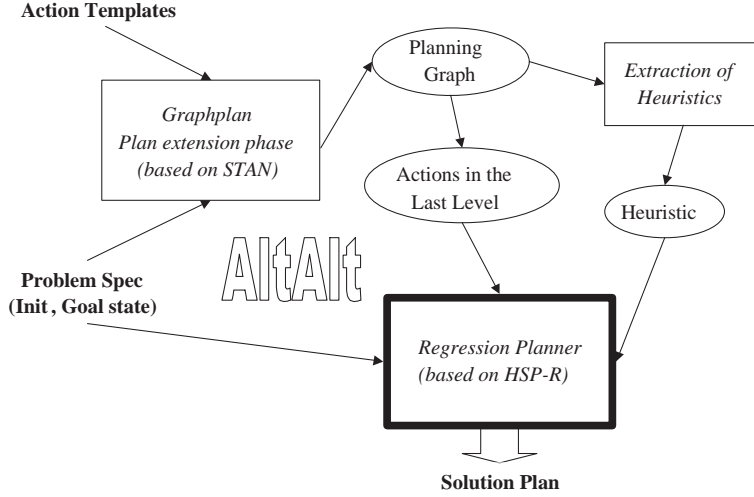 Action Templates
Planning
Graph
Extraction of
Heuristics
Graphplan
Plan extension phase
(based on STAN)
Actions in the
Last Level
Heuristic
AltAlt
Problem Spec
(Init , Goal state)
Regression Planner
(based on HSP-R)
Solution Plan